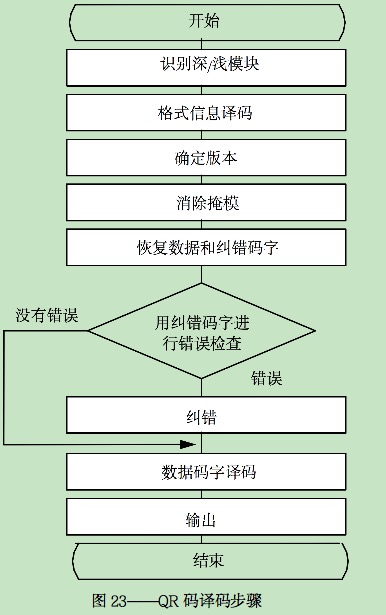 开始
识别深/浅模块
格式信息译码
确定版本
消除掩模
恢复数据和纠错码字
没有错误
用纠错码字进
行错误检查
错误
纠错
数据码字译码
输出
结束
图 23——QR 码译码步骤